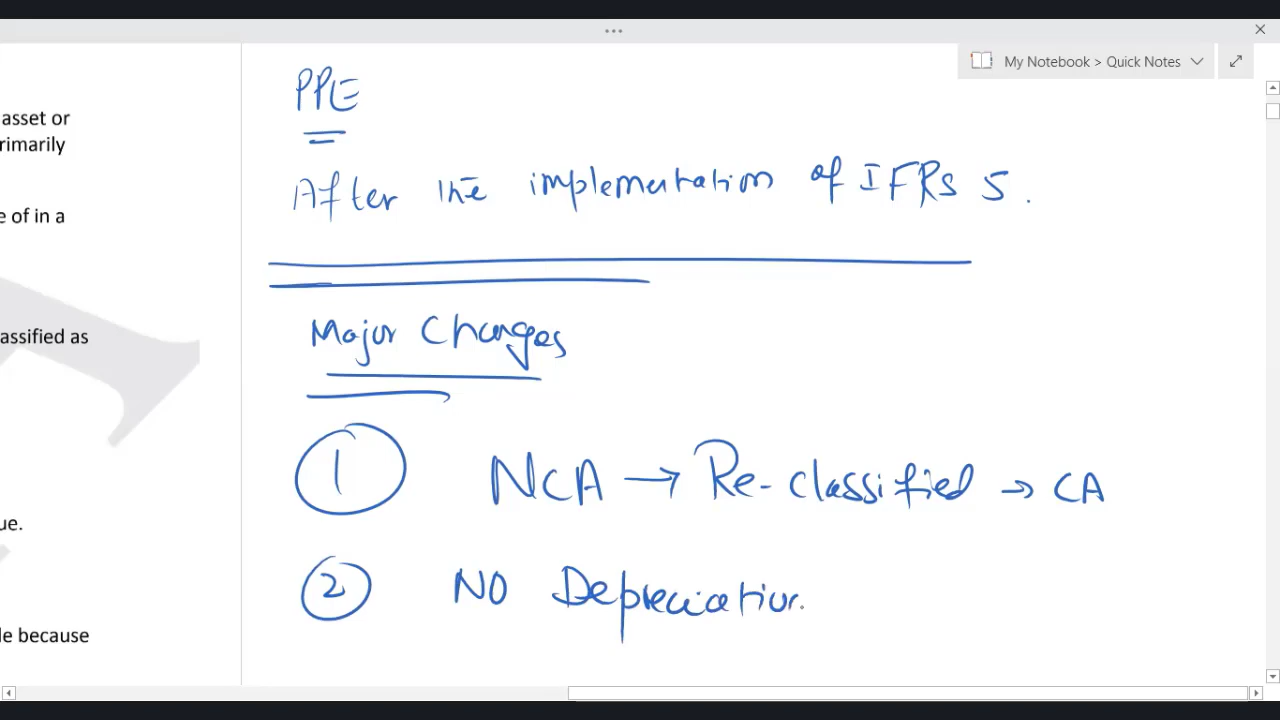 My Notebook > Quick Notes
asset or
rimarily
e of in a
assified as
ue.
le because
PPE
After the implementation of IFRS 5.
Major Changes
1 NCA → Re-classified → CA
2 NO Depreciation.